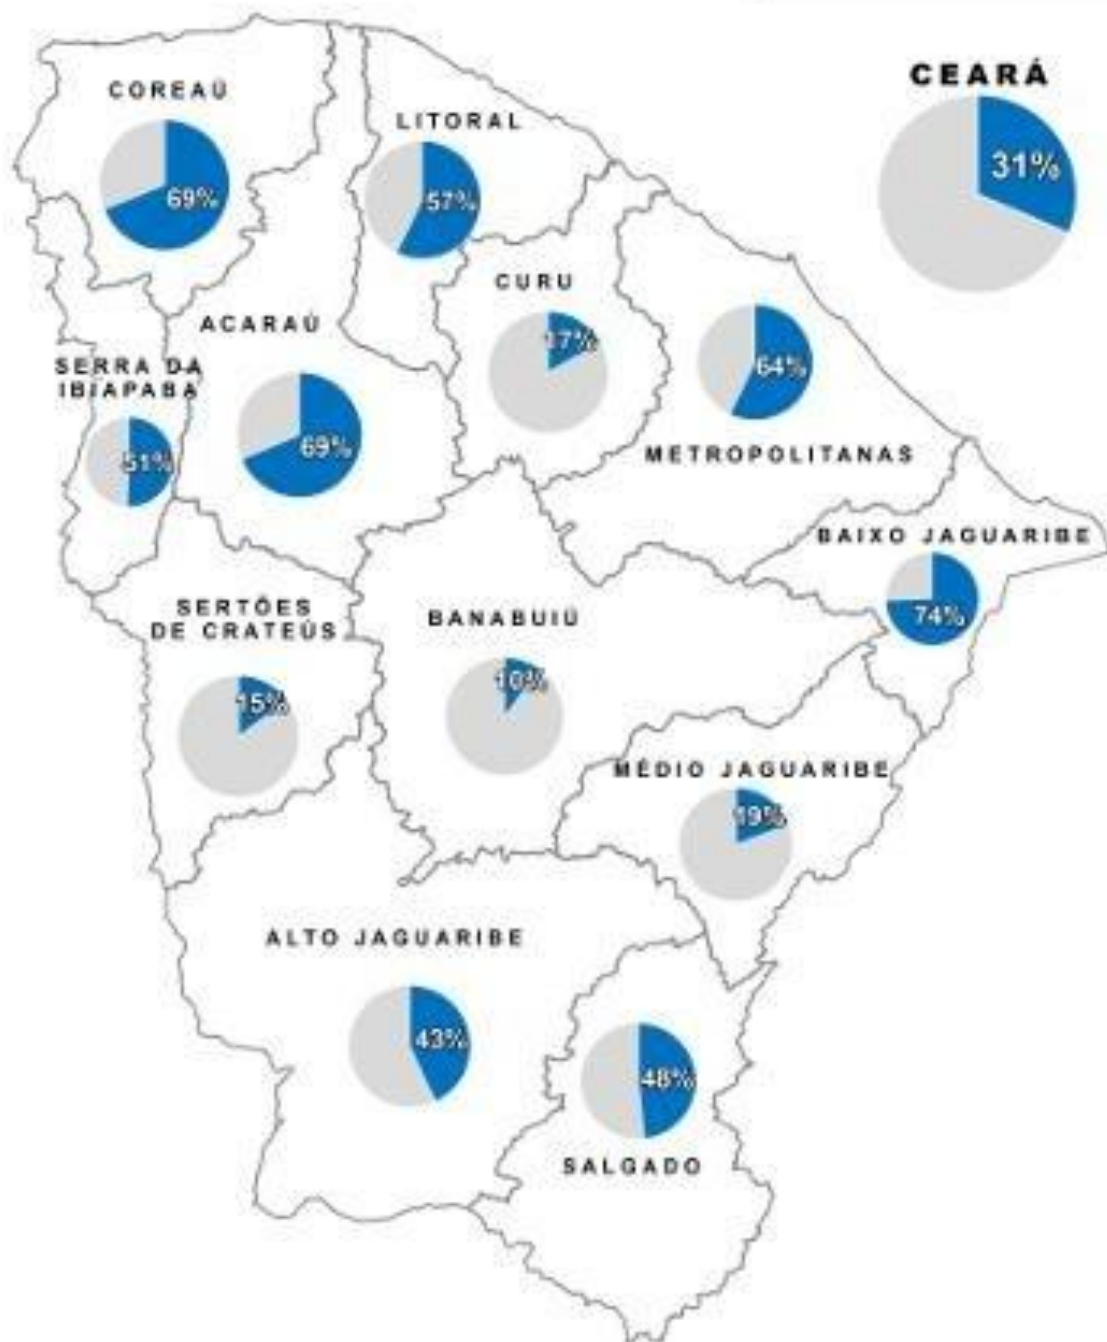 CEARÁ
31%
COREAÚ
69%
LITORAL
57%
CURU
17%
ACARAÚ
69%
SERRA DA
IBIAPABA
51%
64%
METROPOLITANAS
BAIXO JAGUARIBE
74%
SERTÕES
DE CRATEÚS
15%
BANABUIÚ
10%
MÉDIO JAGUARIBE
19%
ALTO JAGUARIBE
43%
48%
SALGADO